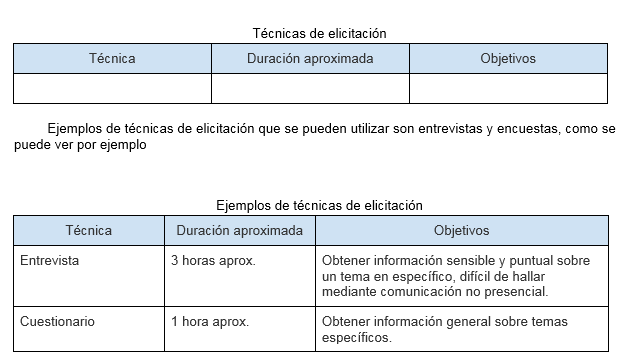 Técnicas de elicitación
Técnica Duración aproximada Objetivos
Ejemplos de técnicas de elicitación que se pueden utilizar son entrevistas y encuestas, como se
puede ver por ejemplo
Ejemplos de técnicas de elicitación
Técnica Duración aproximada Objetivos
Entrevista 3 horas aprox. Obtener información sensible y puntual sobre
un tema en específico, difícil de hallar
mediante comunicación no presencial.
Cuestionario 1 hora aprox. Obtener información general sobre temas
específicos.